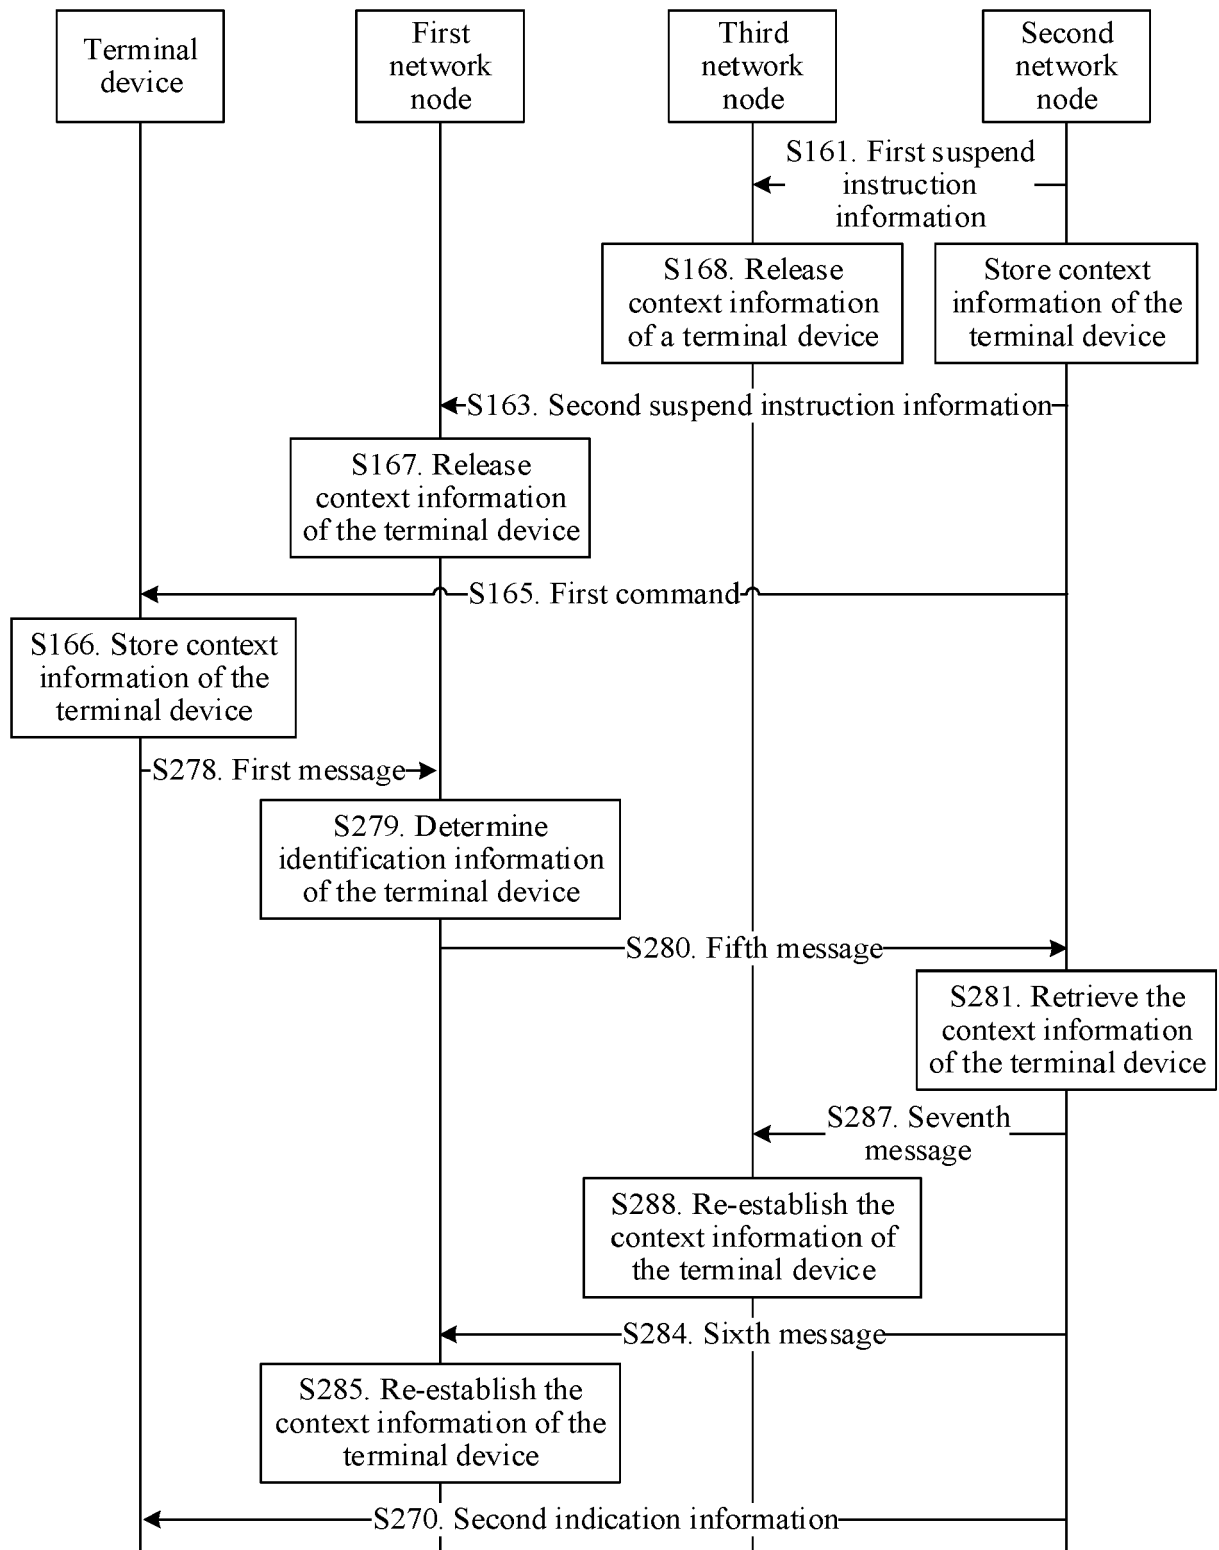 Terminal
device
First
network
node
Third
network
node
Second
network
node
S161. First suspend
instruction
information
S168. Release
context information
of a terminal device
Store context
information of the
terminal device
S163. Second suspend instruction information
S167. Release
context information
of the terminal device
S165. First command
S166. Store context
information of the
terminal device
S278. First message
S279. Determine
identification information
of the terminal device
S280. Fifth message
S281. Retrieve the
context information
of the terminal device
S287. Seventh
message
S288. Re-establish the
context information of
the terminal device
S284. Sixth message
S285. Re-establish the
context information of the
terminal device
S270. Second indication information